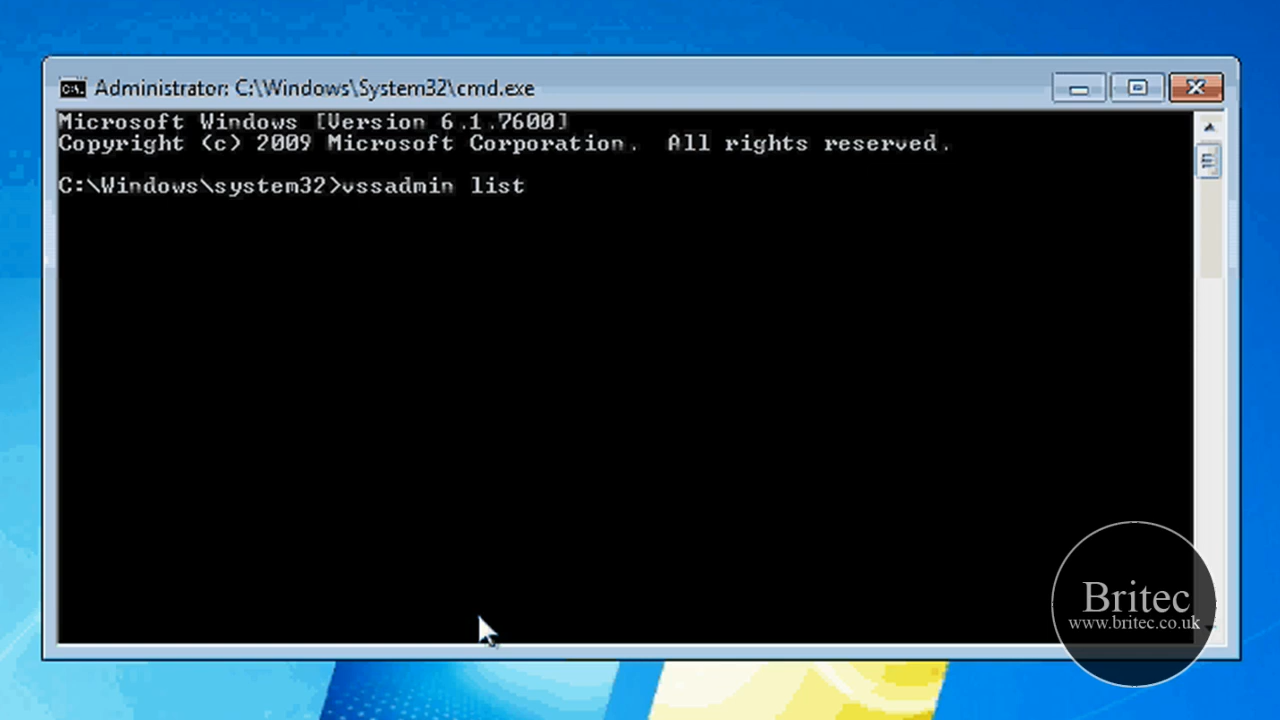 Administrator: C:\Windows\System32\cmd.exe
Microsoft Windows [Version 6.1.7600]
Copyright (c) 2009 Microsoft Corporation.  All rights reserved.
C:\Windows\system32>vssadmin list
Britec
www.britec.co.uk